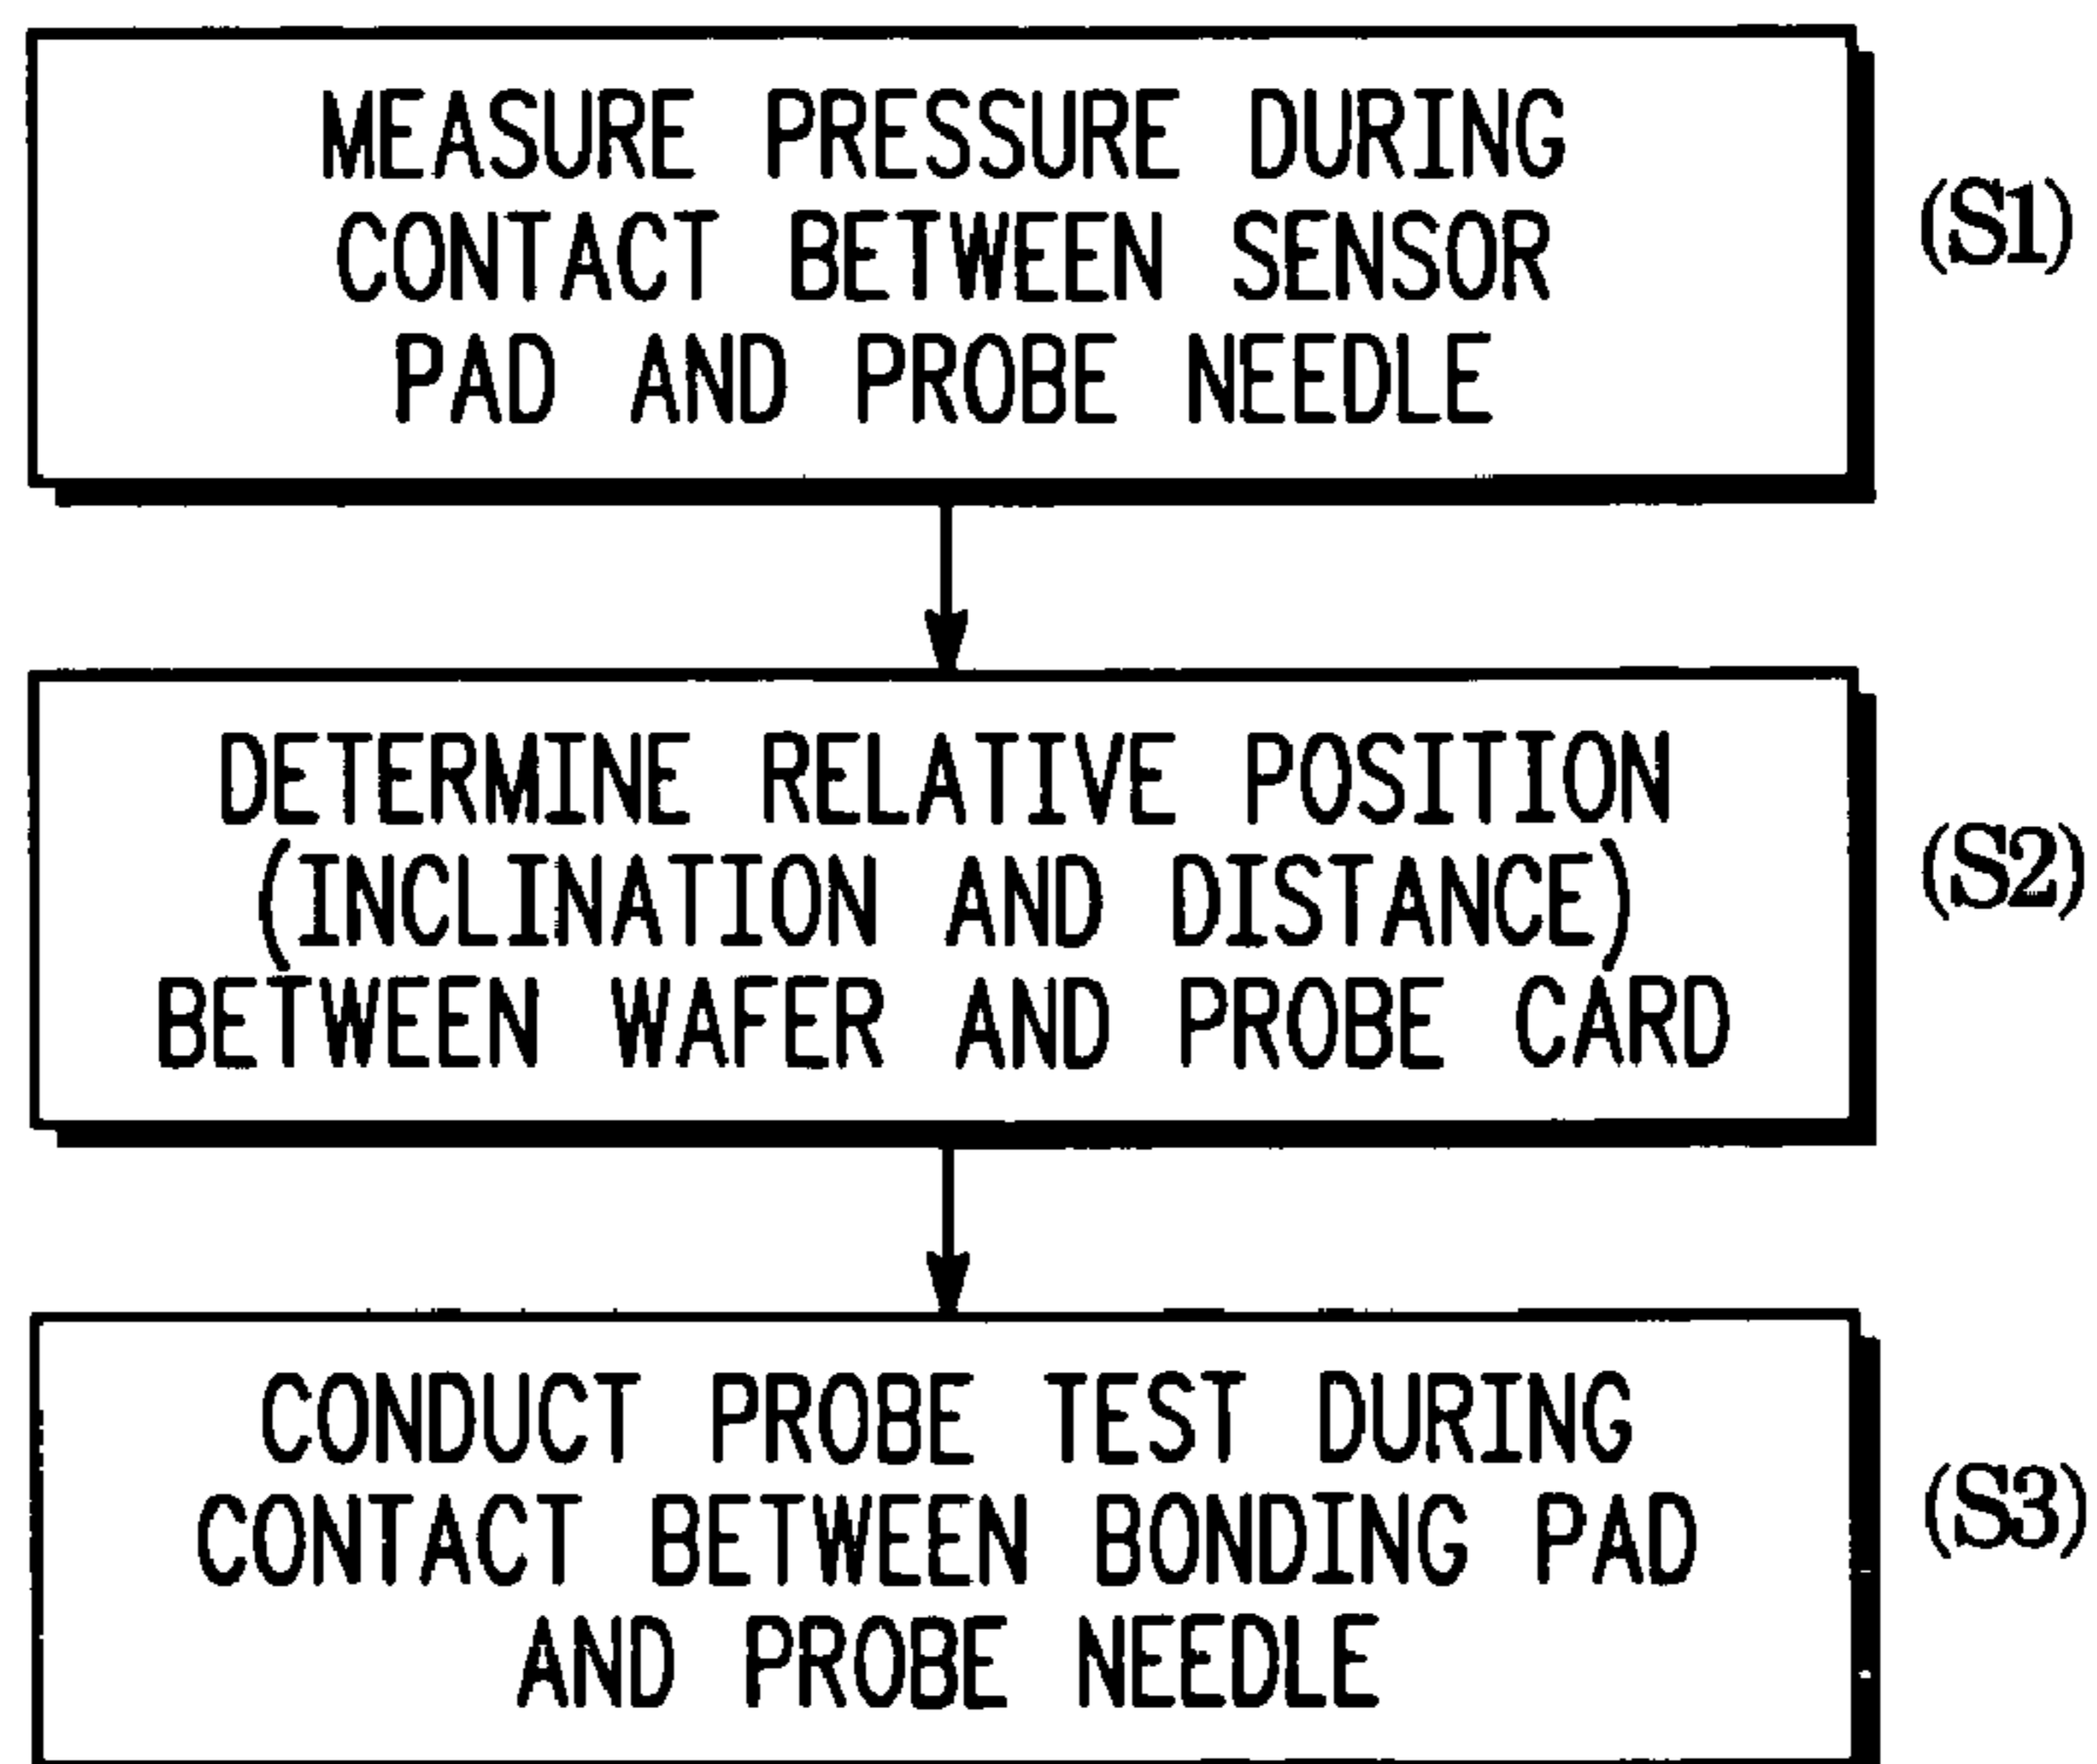 MEASURE PRESSURE DURING
CONTACT BETWEEN SENSOR
PAD AND PROBE NEEDLE
(S1)
DETERMINE RELATIVE POSITION
(INCLINATION AND DISTANCE)
BETWEEN WAFER AND PROBE CARD
(S2)
CONDUCT PROBE TEST DURING
CONTACT BETWEEN BONDING PAD
AND PROBE NEEDLE
(S3)